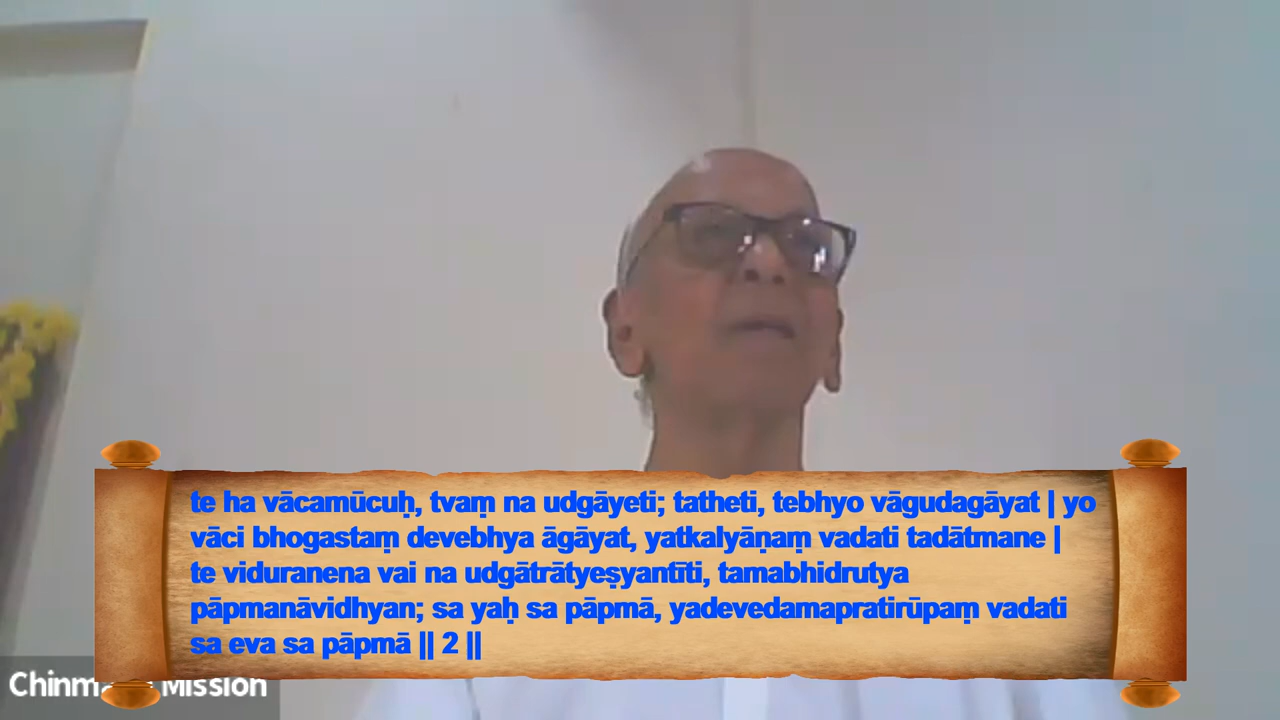 te ha vācamūcuḥ, tvaṃ na udgāyeti; tatheti, tebhyo vāgudagāyat | yo
vāci bhogastaṃ devebhya āgāyat, yatkalyāṇaṃ vadati tadātmane |
te viduranena vai na udgātrātyeṣyantīti, tamabhidrutya
pāpmanāvidhyan; sa yaḥ sa pāpmā, yadevedamapratirūpaṃ vadati
sa eva sa pāpmā || 2 ||
Mission